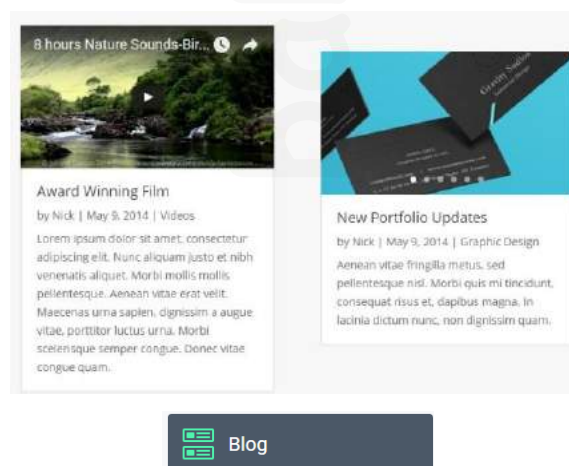 8 hours Nature Sounds-Bir...
Award Winning Film
by Nick | May 9, 2014 | Videos
Lorem ipsum dolor sit amet, consectetur
adipiscing elit. Nunc aliquam justo et nibh
venenatis aliquet. Morbi mollis mollis
pellentesque. Aenean vitae erat velit.
Maecenas urna sapien, dignissim a augue
vitae, porttitor luctus urna. Morbi
scelerisque semper congue. Donec vitae
congue quam.
Gravity Studios
New Portfolio Updates
by Nick | May 9, 2014 | Graphic Design
Aenean vitae fringilla metus, sed
pellentesque nisl. Morbi quis mi tincidunt,
consequat risus et, dapibus magna. In
lacinia dictum nunc, non dignissim quam.
Blog